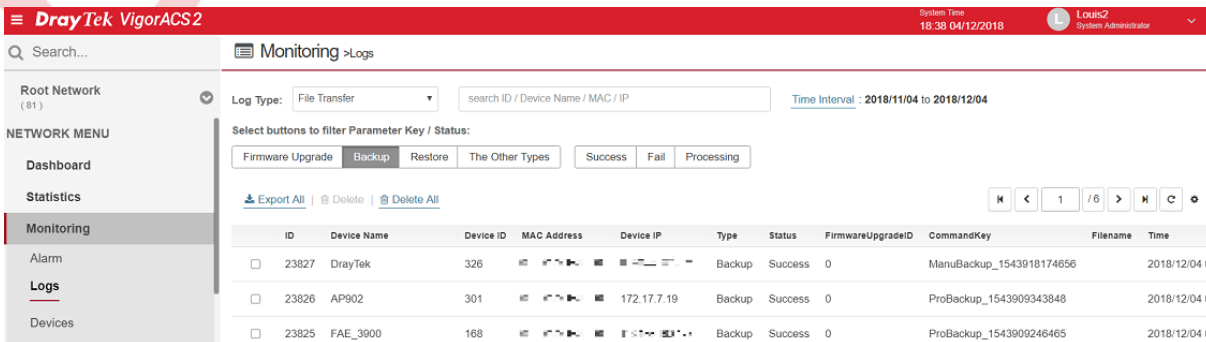 DrayTek VigorACS 2
System Time
18:38 04/12/2018
L
Louis2
System Administrator
Search...
Monitoring >Logs
Root Network
(81)
NETWORK MENU
Dashboard
Statistics
Monitoring
Alarm
Logs
Devices
Log Type: File Transfer search ID / Device Name / MAC / IP Time Interval : 2018/11/04 to 2018/12/04
Select buttons to filter Parameter Key / Status:
Firmware Upgrade Backup Restore The Other Types Success Fail Processing
Export All | Delete | Delete All 1 / 6
ID Device Name Device ID MAC Address Device IP Type Status FirmwareUpgradeID CommandKey Filename Time
23827 DrayTek 326 Backup Success 0 ManuBackup_1543918174656 2018/12/04
23826 AP902 301 172.17.7.19 Backup Success 0 ProBackup_1543909343848 2018/12/04
23825 FAE_3900 168 Backup Success 0 ProBackup_1543909246465 2018/12/04